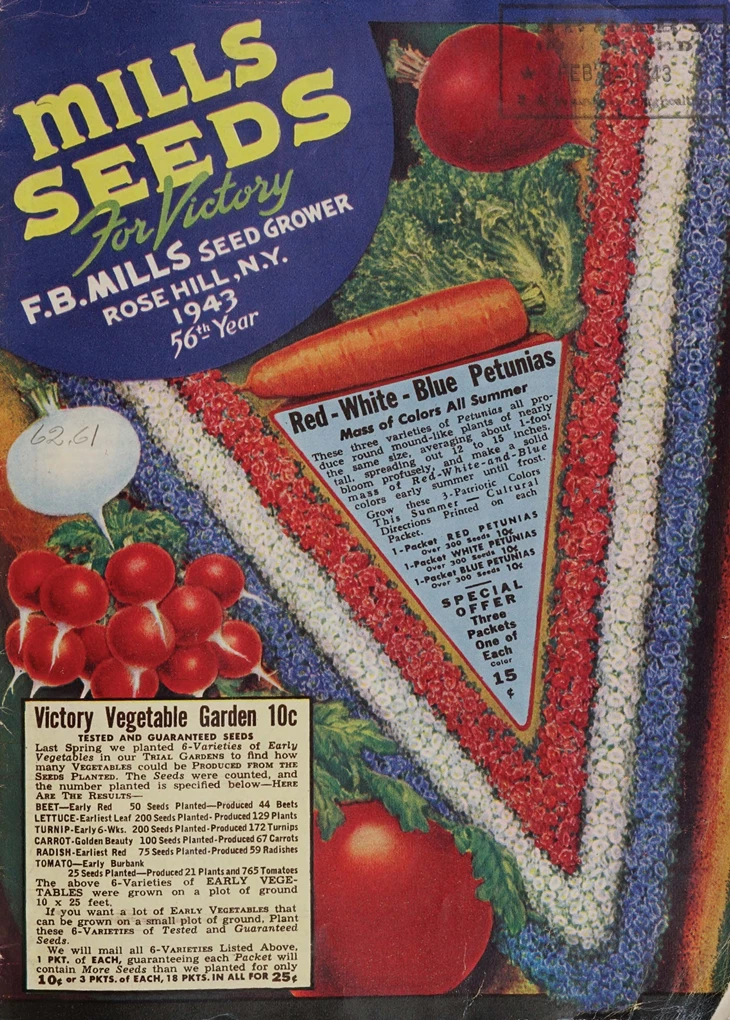 MILLS
SEEDS
For Victory
F.B. MILLS SEED GROWER
ROSE HILL, N.Y.
1943
56th Year
62.61
Red - White - Blue Petunias
Mass of Colors All Summer
These three varieties of Petunias all pro-
duce round mound-like plants of nearly
the same size, averaging about 1-foot
tall, spreading out 12 to 15 inches,
bloom profusely, and make a solid
mass of Red-White-and-Blue
colors early summer until frost.
Grow these 3-Patriotic Colors
This Summer — Cultural
Directions Printed on each
Packet.
1-Packet RED PETUNIAS
Over 300 Seeds 10¢
1-Packet WHITE PETUNIAS
Over 300 Seeds 10¢
1-Packet BLUE PETUNIAS
Over 300 Seeds 10¢
SPECIAL
OFFER
Three
Packets
One of
Each
Color
15
¢
Victory Vegetable Garden 10c
TESTED AND GUARANTEED SEEDS
Last Spring we planted 6-Varieties of Early
Vegetables in our TRIAL GARDENS to find how
many VEGETABLES could be PRODUCED FROM THE
SEEDS PLANTED. The Seeds were counted, and
the number planted is specified below—HERE
ARE THE RESULTS—
BEET—Early Red 50 Seeds Planted—Produced 44 Beets
LETTUCE-Earliest Leaf 200 Seeds Planted-Produced 129 Plants
TURNIP-Early 6-Wks. 200 Seeds Planted-Produced 172 Turnips
CARROT-Golden Beauty 100 Seeds Planted-Produced 67 Carrots
RADISH-Earliest Red 75 Seeds Planted-Produced 59 Radishes
TOMATO—Early Burbank
25 Seeds Planted—Produced 21 Plants and 765 Tomatoes
The above 6-Varieties of EARLY VEGE-
TABLES were grown on a plot of ground
10 x 25 feet.
If you want a lot of EARLY VEGETABLES that
can be grown on a small plot of ground, Plant
these 6-VARIETIES of Tested and Guaranteed
Seeds.
We will mail all 6-VARIETIES Listed Above,
1 PKT. of EACH, guaranteeing each Packet will
contain More Seeds than we planted for only
10¢ or 3 PKTS. of EACH, 18 PKTS. IN ALL FOR 25¢